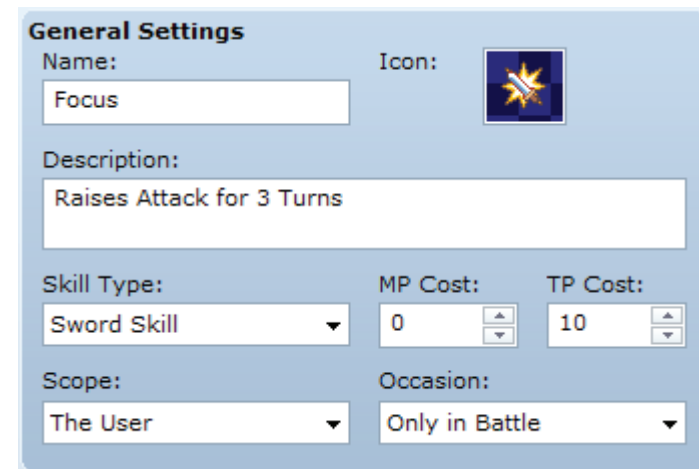 General Settings
Name:
Icon:
Focus
Description:
Raises Attack for 3 Turns
Skill Type:
MP Cost:
TP Cost:
Sword Skill
0
10
Scope:
Occasion:
The User
Only in Battle